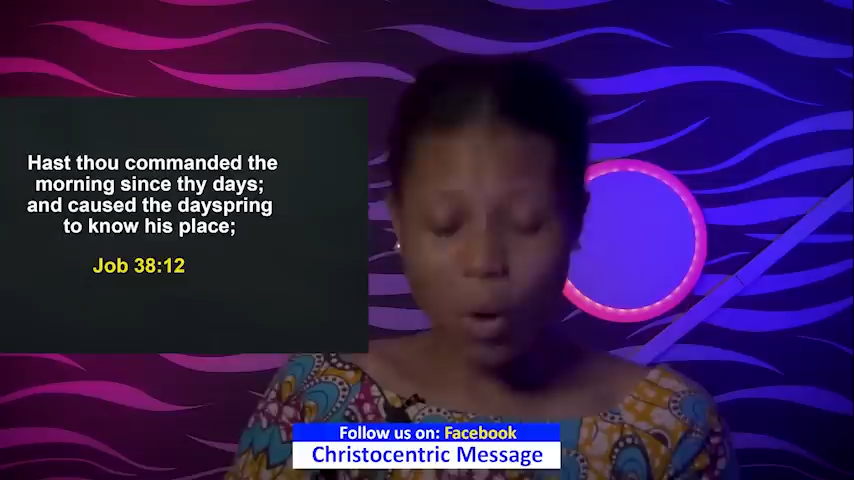 Hast thou commanded the
morning since thy days;
and caused the dayspring
to know his place;
Job 38:12
Follow us on: Facebook
Christocentric Message